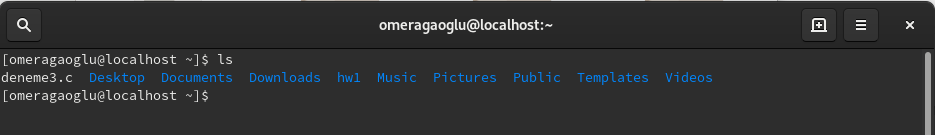 omeragaoglu@localhost:~
[omeragaoglu@localhost ~]$ ls
deneme3.c  Desktop  Documents  Downloads  hw1  Music  Pictures  Public  Templates  Videos
[omeragaoglu@localhost ~]$